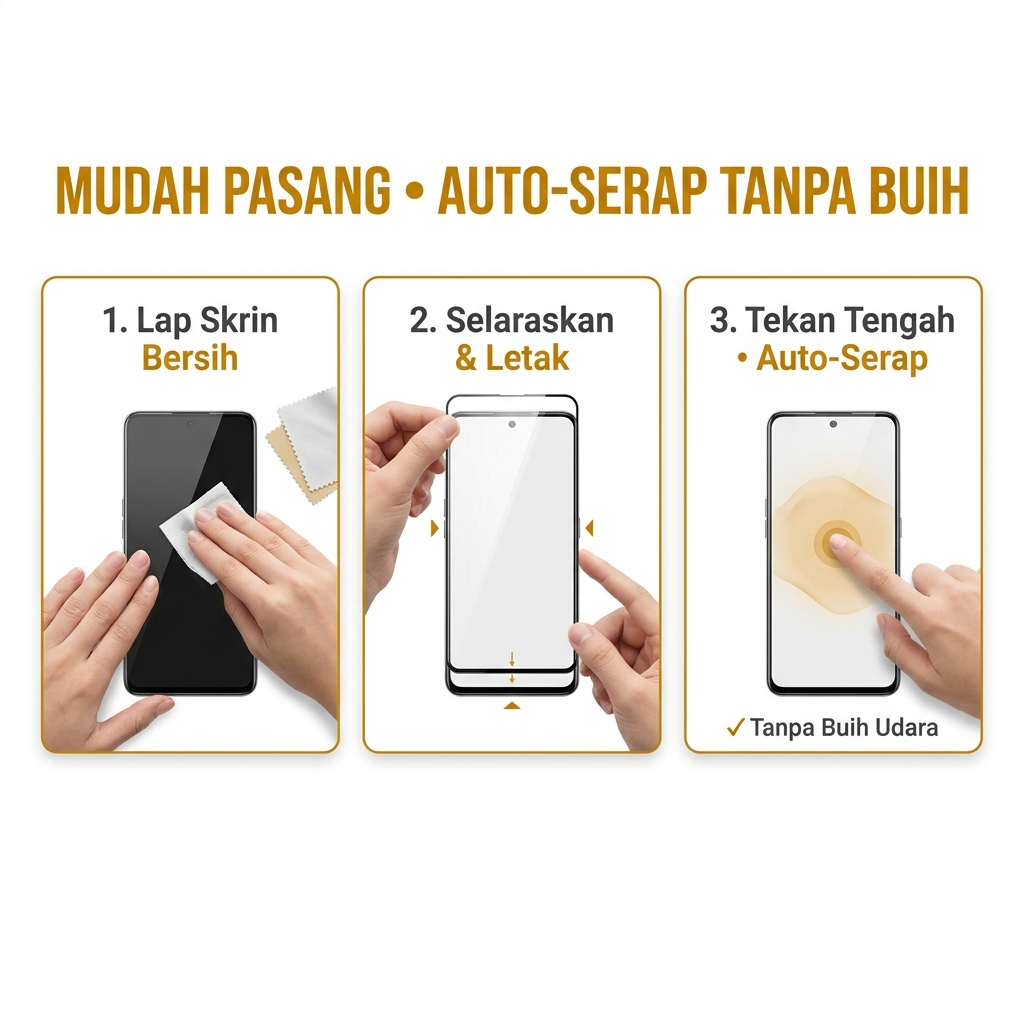 MUDAH PASANG • AUTO-SERAP TANPA BUIH
1. Lap Skrin
Bersih
2. Selaraskan
& Letak
3. Tekan Tengah
• Auto-Serap
✓ Tanpa Buih Udara